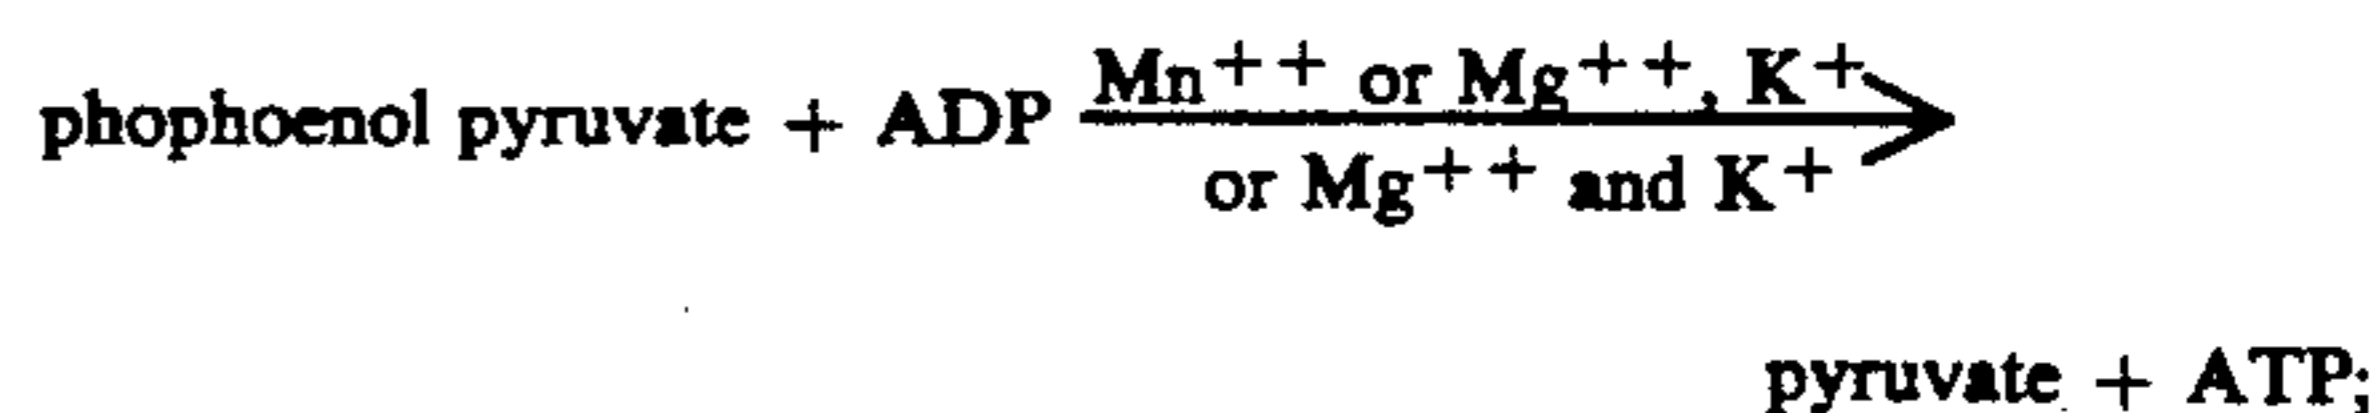 phophoenol pyruvate + ADP Mn++ or Mg++, K+
or Mg++ and K+
pyruvate + ATP;